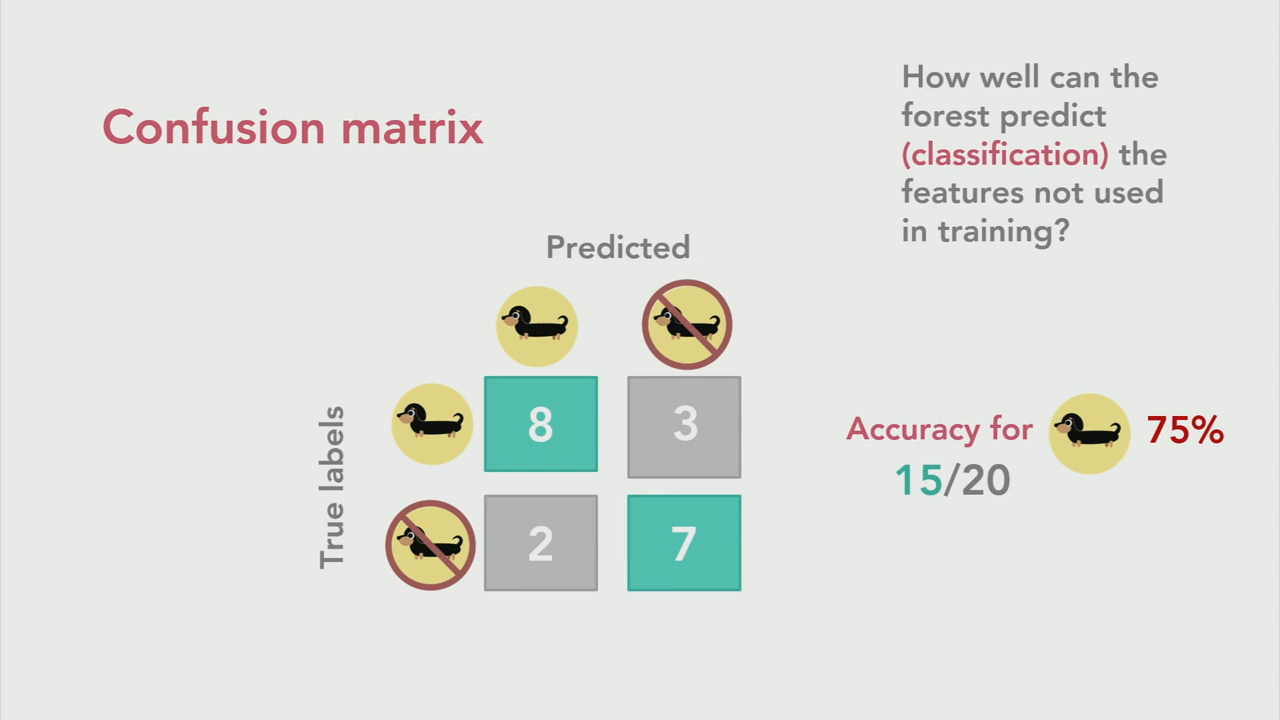 Confusion matrix
How well can the
forest predict
(classification) the
features not used
in training?
Predicted
True labels
8
3
2
7
Accuracy for 75%
15/20